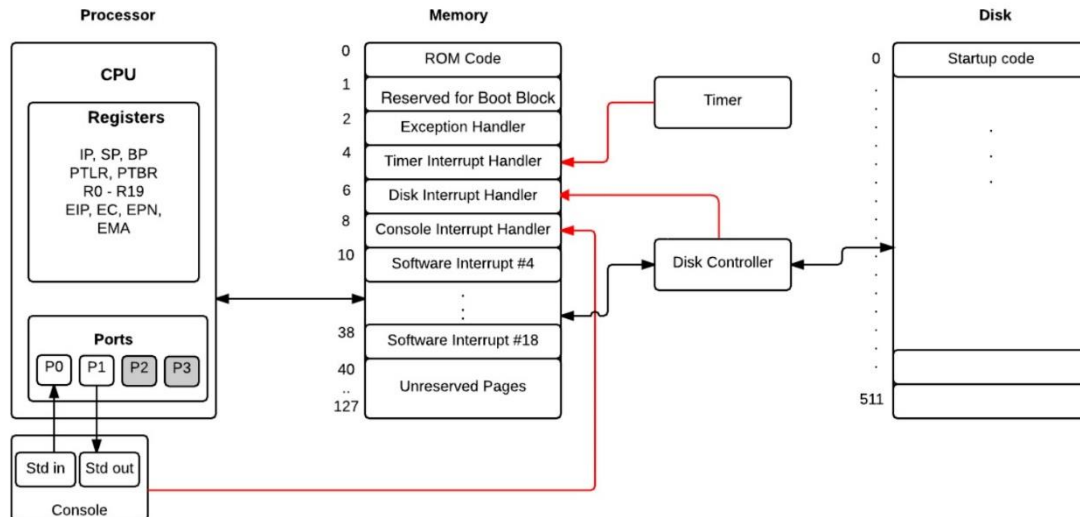 Processor
CPU
Registers
IP, SP, BP
PTLR, PTBR
R0 - R19
EIP, EC, EPN,
EMA
Ports
P0
P1
P2
P3
Std in
Std out
Console
Memory
0
ROM Code
1
Reserved for Boot Block
2
Exception Handler
4
Timer Interrupt Handler
6
Disk Interrupt Handler
8
Console Interrupt Handler
10
Software Interrupt #4
.
.
.
38
Software Interrupt #18
40
..
127
Unreserved Pages
Timer
Disk Controller
Disk
0
Startup code
.
.
.
511